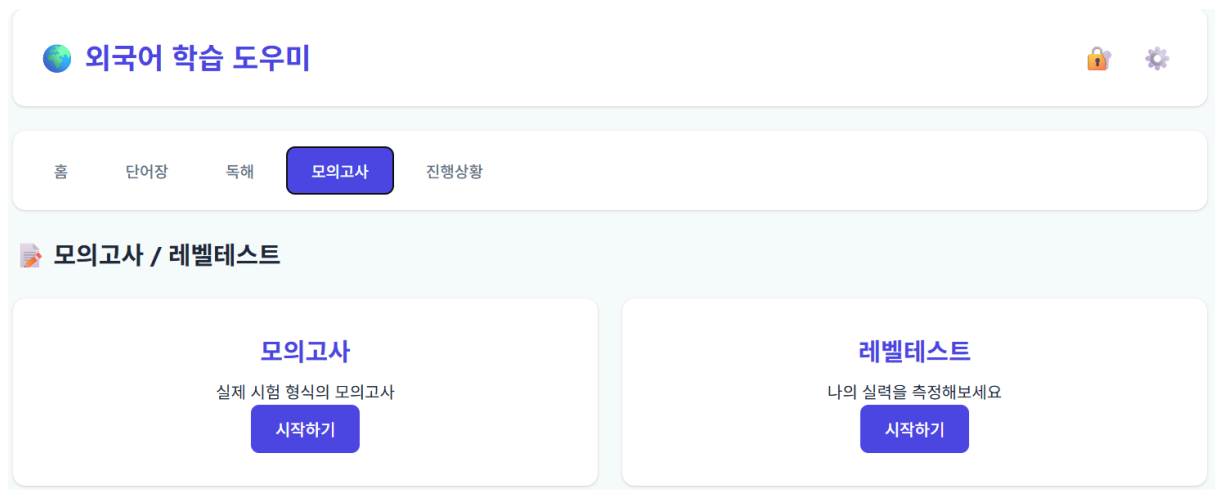 외국어 학습 도우미
홈 단어장 독해 모의고사 진행상황
모의고사 / 레벨테스트
모의고사
실제 시험 형식의 모의고사
시작하기
레벨테스트
나의 실력을 측정해보세요
시작하기